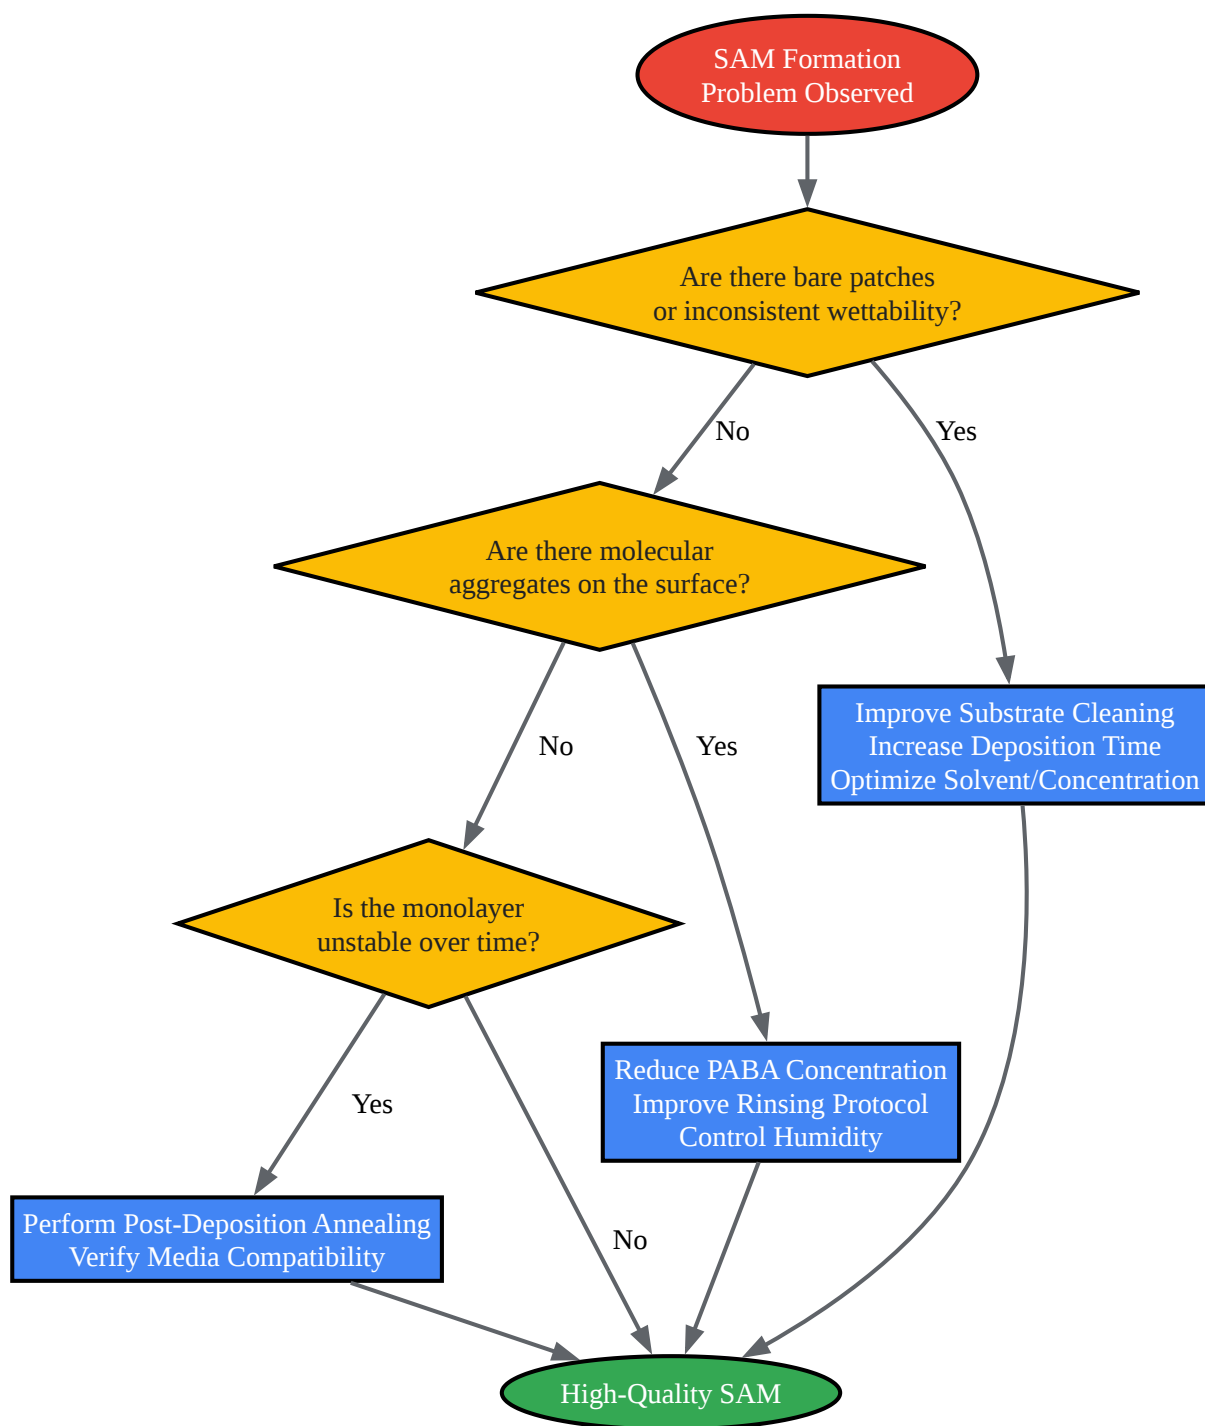 SAM Formation
Problem Observed
Are there bare patches
or inconsistent wettability?
No
Yes
Are there molecular
aggregates on the surface?
Improve Substrate Cleaning
Increase Deposition Time
Optimize Solvent/Concentration
No
Yes
Is the monolayer
unstable over time?
Reduce PABA Concentration
Improve Rinsing Protocol
Control Humidity
Yes
Perform Post-Deposition Annealing
Verify Media Compatibility
No
High-Quality SAM